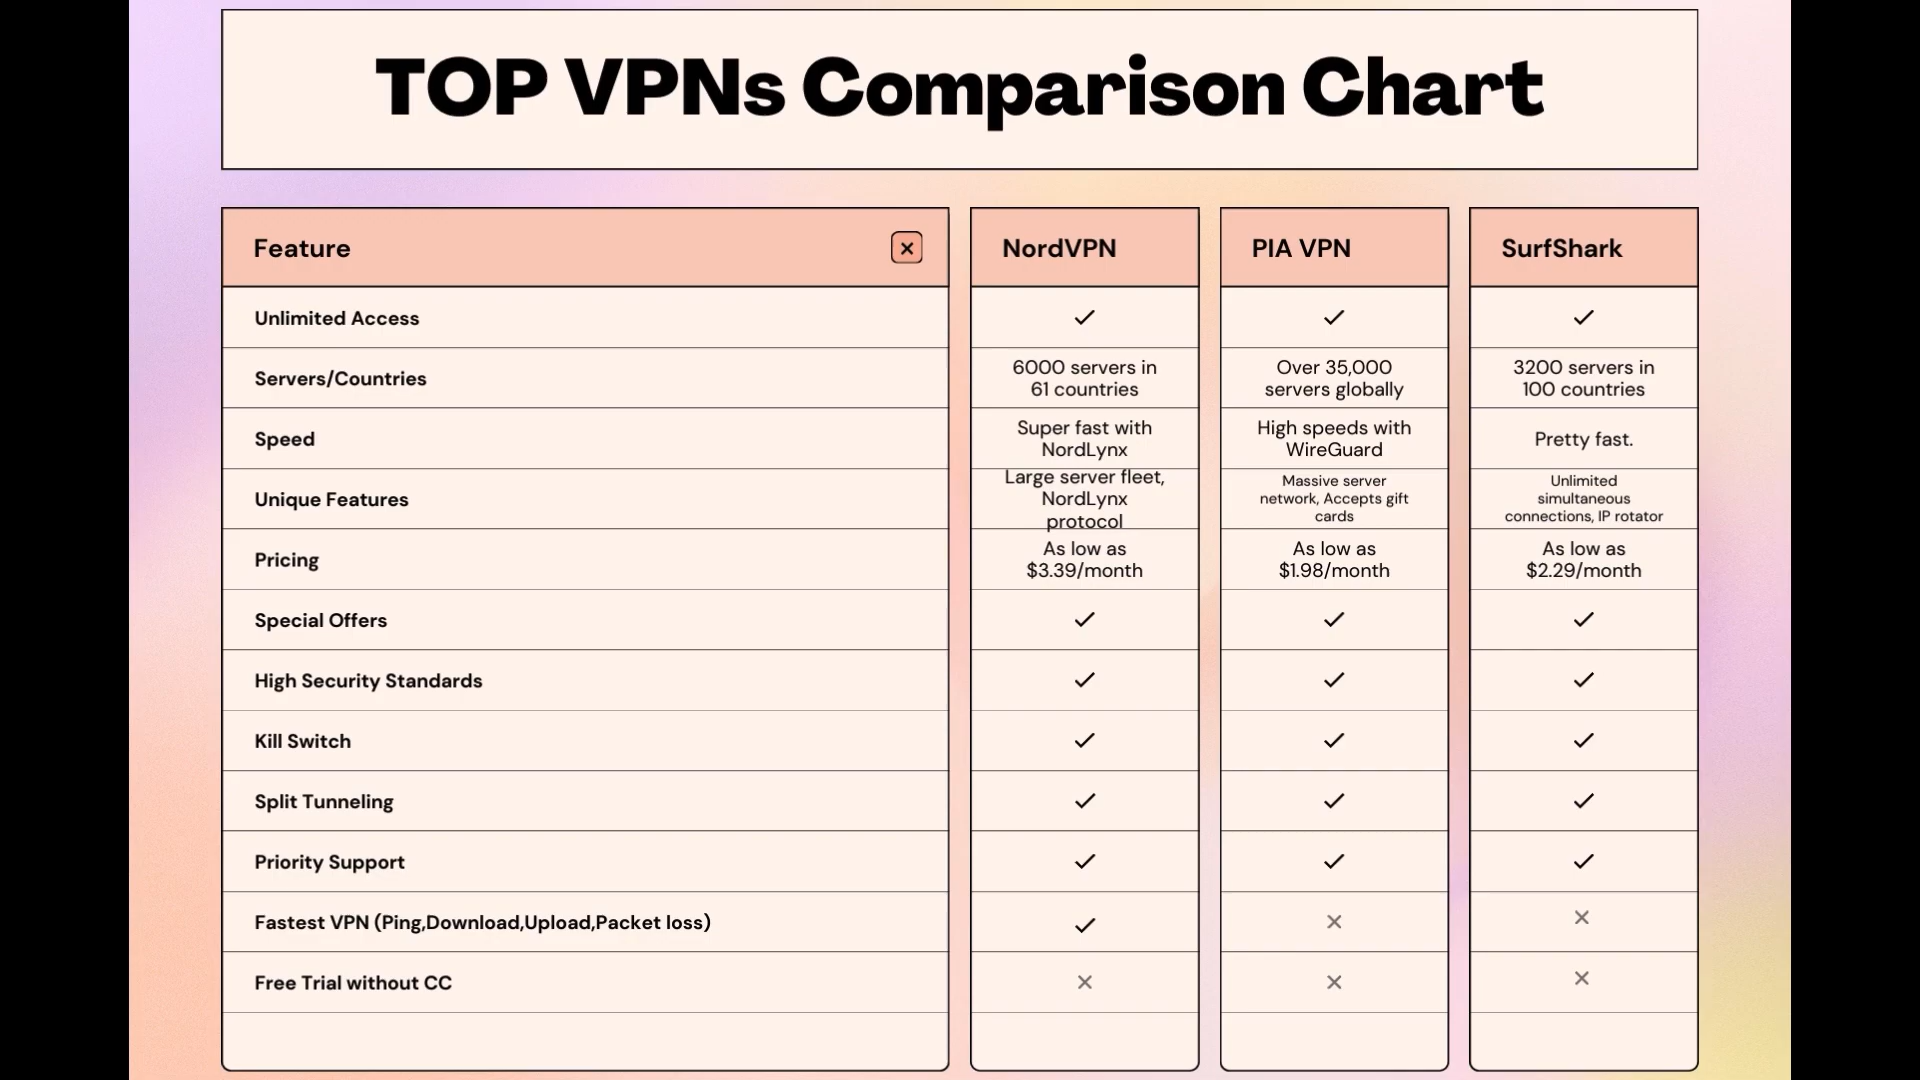 TOP VPNs Comparison Chart
Feature NordVPN PIA VPN SurfShark
Unlimited Access ✓ ✓ ✓
Servers/Countries
6000 servers in
61 countries
Over 35,000
servers globally
3200 servers in
100 countries
Speed
Super fast with
NordLynx
High speeds with
WireGuard
Pretty fast.
Unique Features
Large server fleet,
NordLynx
protocol
Massive server
network, Accepts gift
cards
Unlimited
simultaneous
connections, IP rotator
Pricing
As low as
$3.39/month
As low as
$1.98/month
As low as
$2.29/month
Special Offers ✓ ✓ ✓
High Security Standards ✓ ✓ ✓
Kill Switch ✓ ✓ ✓
Split Tunneling ✓ ✓ ✓
Priority Support ✓ ✓ ✓
Fastest VPN (Ping,Download,Upload,Packet loss) ✓ ✕ ✕
Free Trial without CC ✕ ✕ ✕